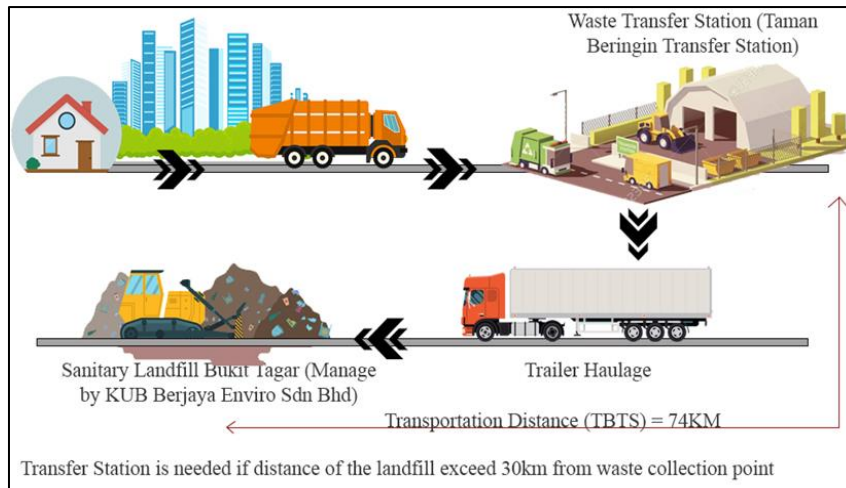 Waste Transfer Station (Taman
Beringin Transfer Station)
Sanitary Landfill Bukit Tagar (Manage
by KUB Berjaya Enviro Sdn Bhd)
Trailer Haulage
Transportation Distance (TBTS) = 74KM
Transfer Station is needed if distance of the landfill exceed 30km from waste collection point